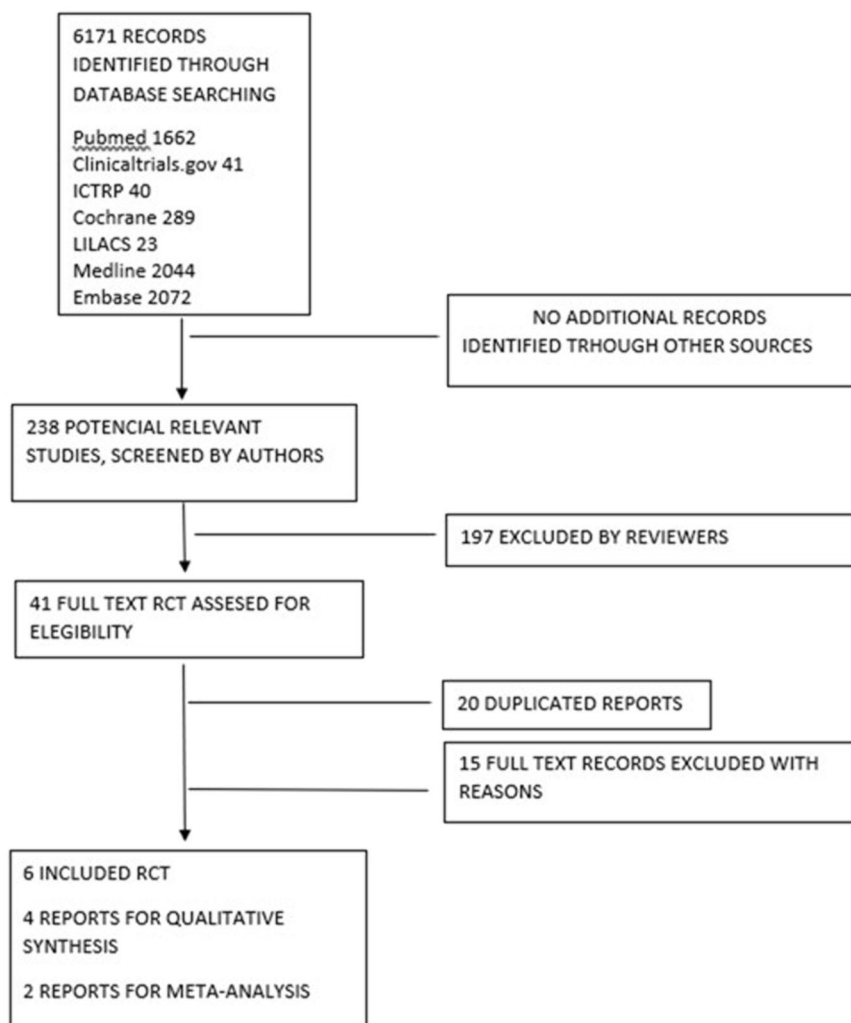 6171 RECORDS
IDENTIFIED THROUGH
DATABASE SEARCHING
Pubmed 1662
Clinicaltrials.gov 41
ICTRP 40
Cochrane 289
LILACS 23
Medline 2044
Embase 2072
NO ADDITIONAL RECORDS
IDENTIFIED TRHOUGH OTHER SOURCES
238 POTENCIAL RELEVANT
STUDIES, SCREENED BY AUTHORS
197 EXCLUDED BY REVIEWERS
41 FULL TEXT RCT ASSESED FOR
ELEGIBILITY
20 DUPLICATED REPORTS
15 FULL TEXT RECORDS EXCLUDED WITH
REASONS
6 INCLUDED RCT
4 REPORTS FOR QUALITATIVE
SYNTHESIS
2 REPORTS FOR META-ANALYSIS